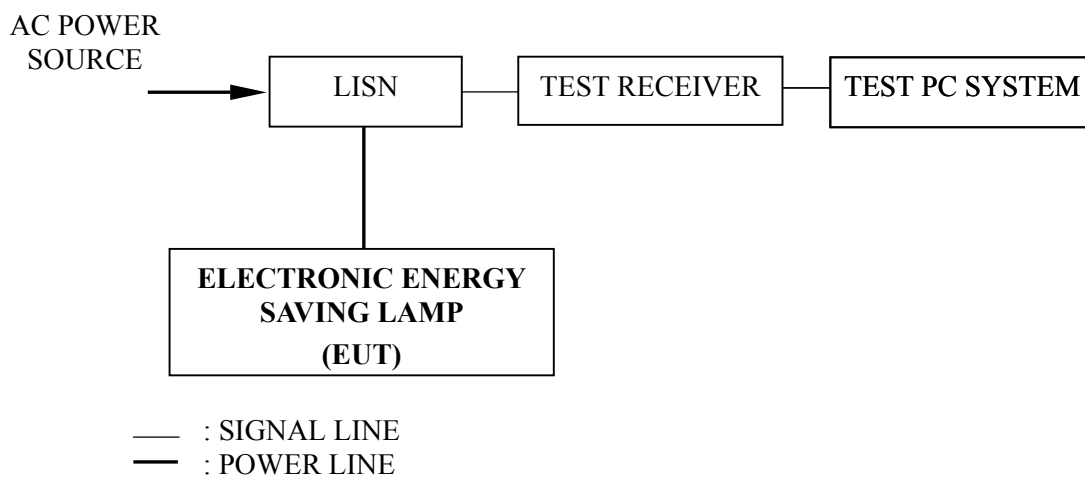 AC POWER
SOURCE
LISN
TEST RECEIVER
TEST PC SYSTEM
ELECTRONIC ENERGY
SAVING LAMP
(EUT)
: SIGNAL LINE
: POWER LINE